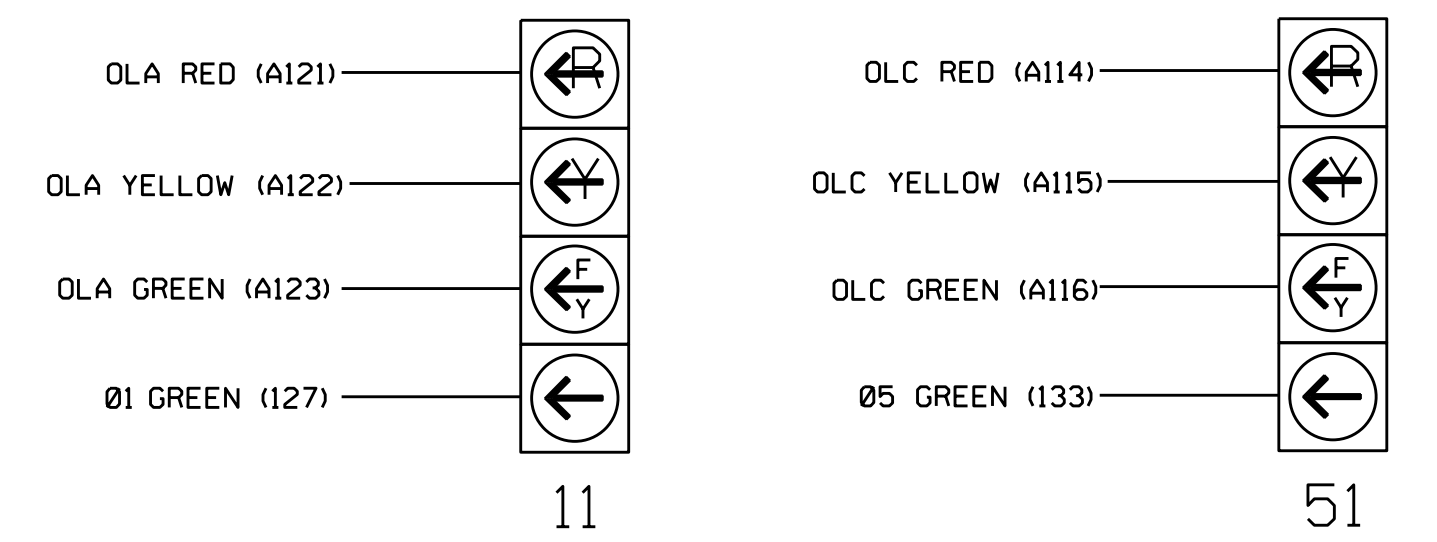 OLA RED (A121)
R
OLA YELLOW (A122)
Y
OLA GREEN (A123)
F
Y
Ø1 GREEN (127)
11
OLC RED (A114)
R
OLC YELLOW (A115)
Y
OLC GREEN (A116)
F
Y
Ø5 GREEN (133)
51